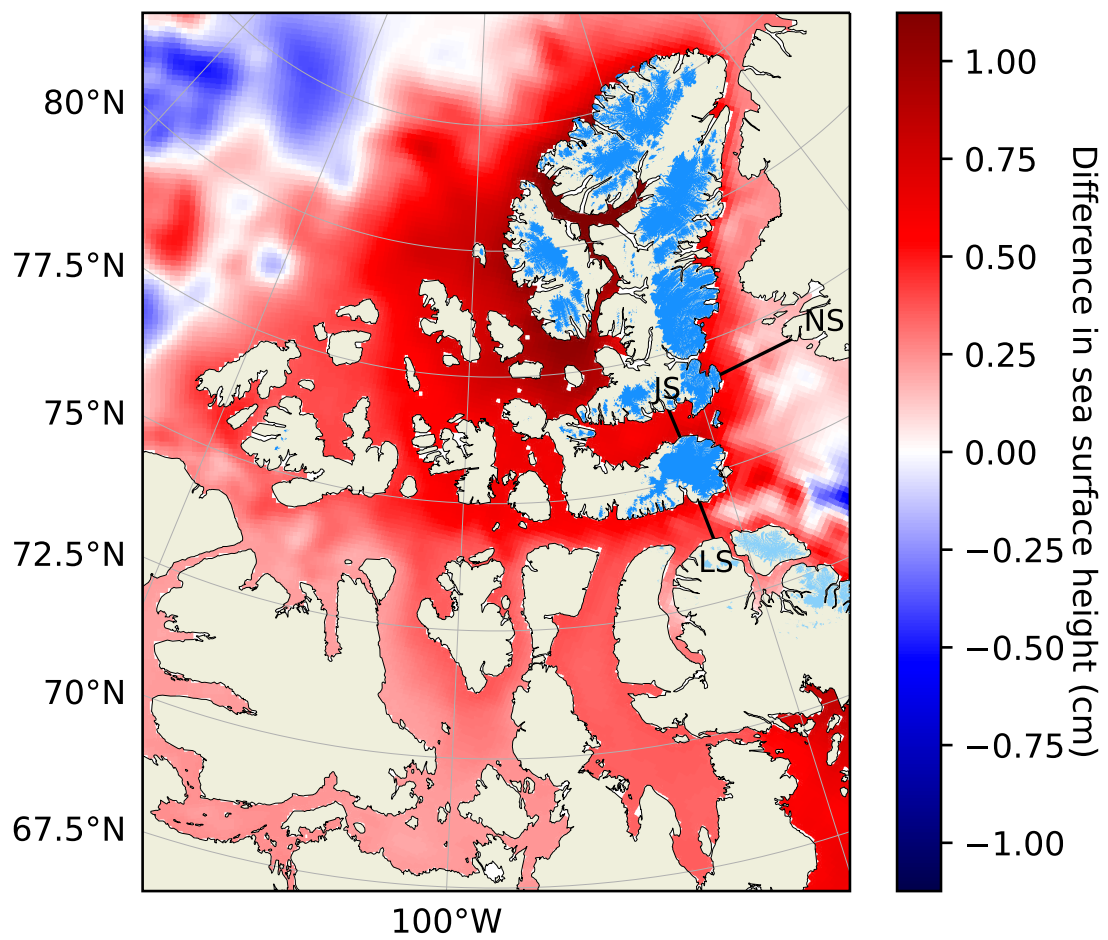 80°N
77.5°N
75°N
72.5°N
70°N
67.5°N
100°W
NS
JS
LS
1.00
0.75
0.50
0.25
0.00
−0.25
−0.50
−0.75
−1.00
Difference in sea surface height (cm)